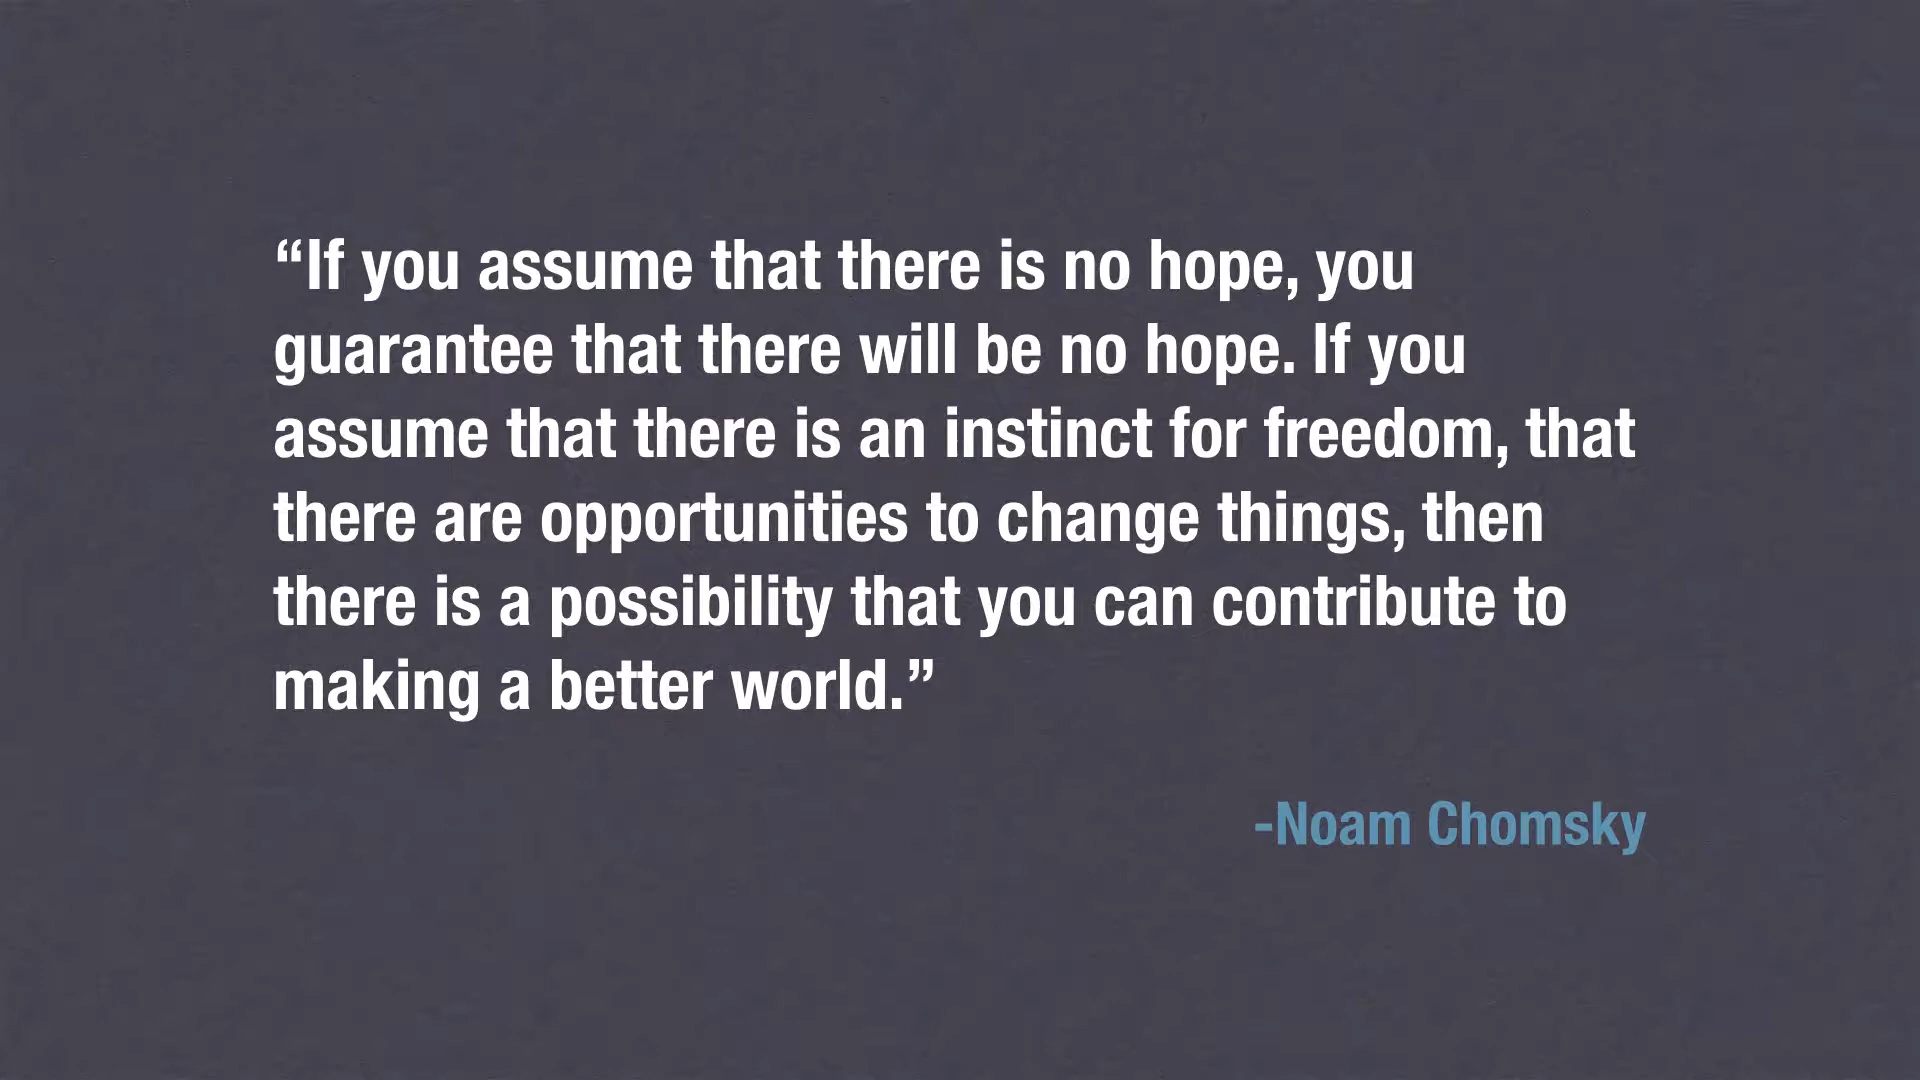 “If you assume that there is no hope, you
guarantee that there will be no hope. If you
assume that there is an instinct for freedom, that
there are opportunities to change things, then
there is a possibility that you can contribute to
making a better world.”
-Noam Chomsky